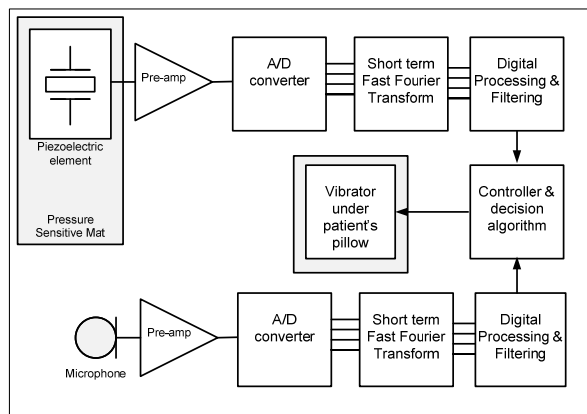 Piezoelectric
element
Pressure
Sensitive Mat
Pre-amp
A/D
converter
Short term
Fast Fourier
Transform
Digital
Processing &
Filtering
Vibrator
under
patient's
pillow
Controller &
decision
algorithm
Microphone
Pre-amp
A/D
converter
Short term
Fast Fourier
Transform
Digital
Processing &
Filtering